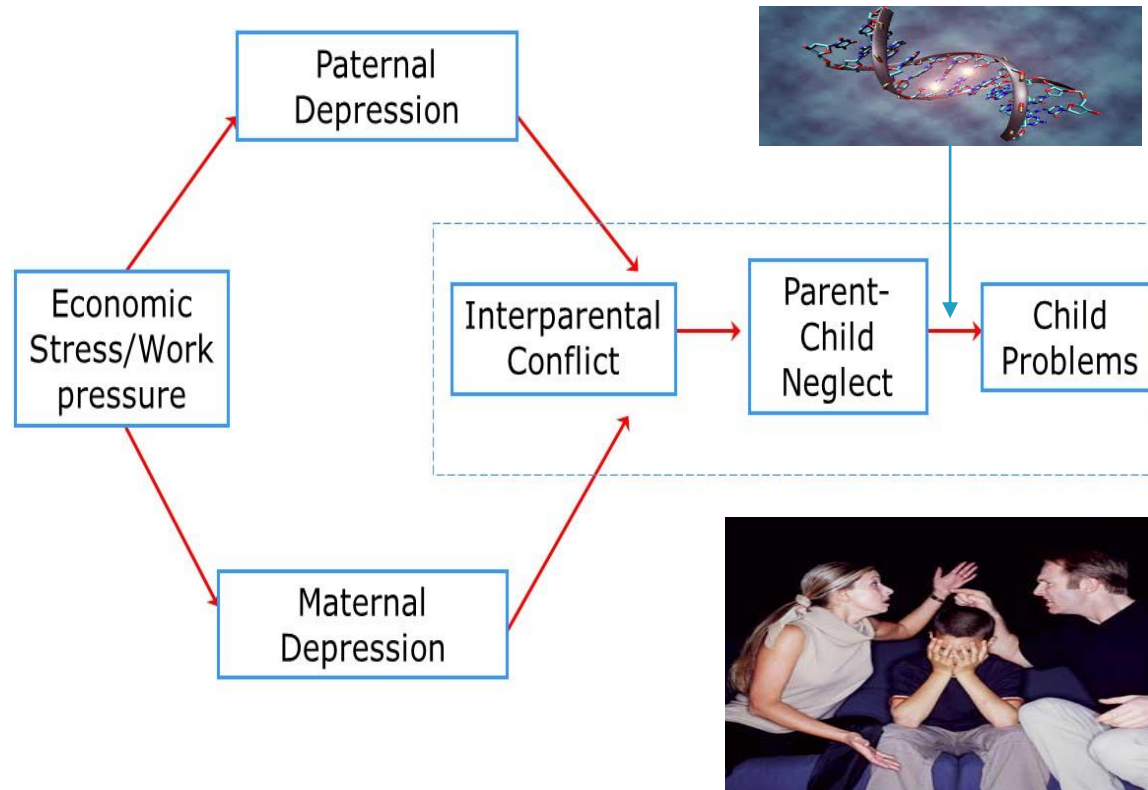 Paternal
Depression
Economic
Stress/Work
pressure
Interparental
Conflict
Parent-
Child
Neglect
Child
Problems
Maternal
Depression